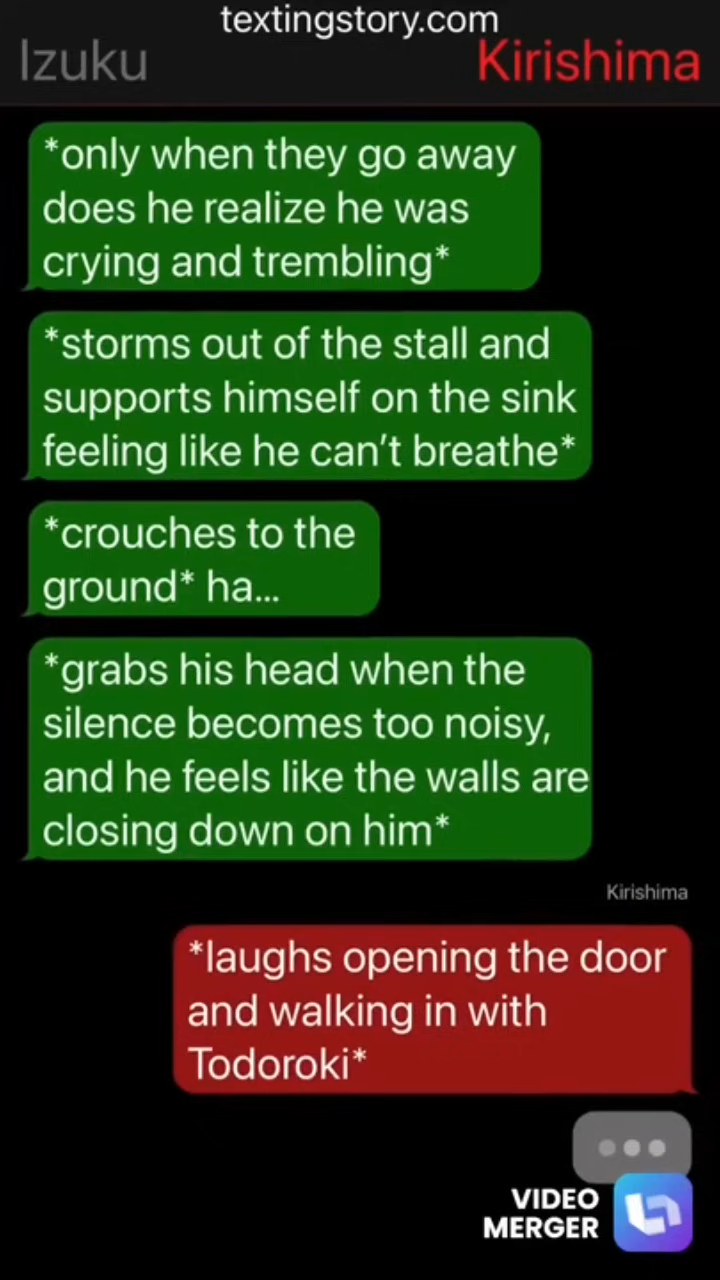 textingstory.com
Izuku
Kirishima
*only when they go away
does he realize he was
crying and trembling*
*storms out of the stall and
supports himself on the sink
feeling like he can't breathe*
*crouches to the
ground* ha...
*grabs his head when the
silence becomes too noisy,
and he feels like the walls are
closing down on him*
Kirishima
*laughs opening the door
and walking in with
Todoroki*
VIDEO
MERGER